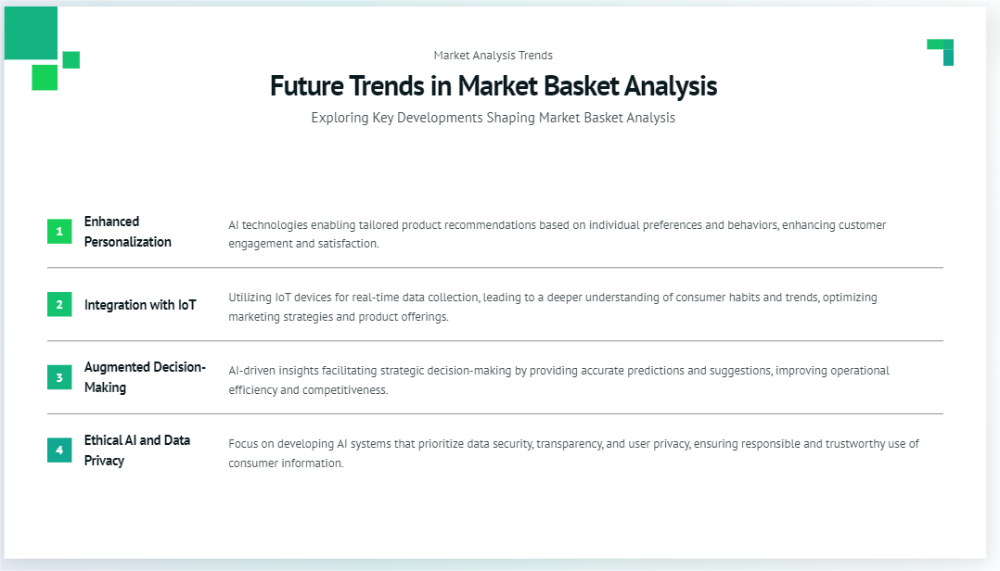 Market Analysis Trends
Future Trends in Market Basket Analysis
Exploring Key Developments Shaping Market Basket Analysis
1
Enhanced
Personalization
AI technologies enabling tailored product recommendations based on individual preferences and behaviors, enhancing customer
engagement and satisfaction.
2
Integration with IoT
Utilizing IoT devices for real-time data collection, leading to a deeper understanding of consumer habits and trends, optimizing
marketing strategies and product offerings.
3
Augmented Decision-
Making
AI-driven insights facilitating strategic decision-making by providing accurate predictions and suggestions, improving operational
efficiency and competitiveness.
4
Ethical AI and Data
Privacy
Focus on developing AI systems that prioritize data security, transparency, and user privacy, ensuring responsible and trustworthy use of
consumer information.